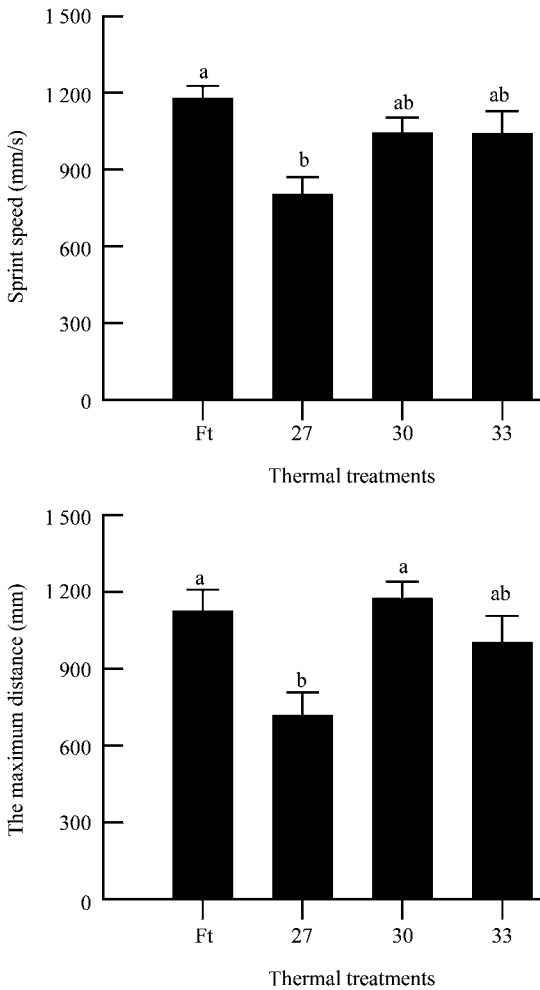 1 500
1 200
900
600
300
0
Sprint speed (mm/s)
a
b
ab
ab
Ft 27 30 33
Thermal treatments
1 500
1 200
900
600
300
0
The maximum distance (mm)
a
b
a
ab
Ft 27 30 33
Thermal treatments